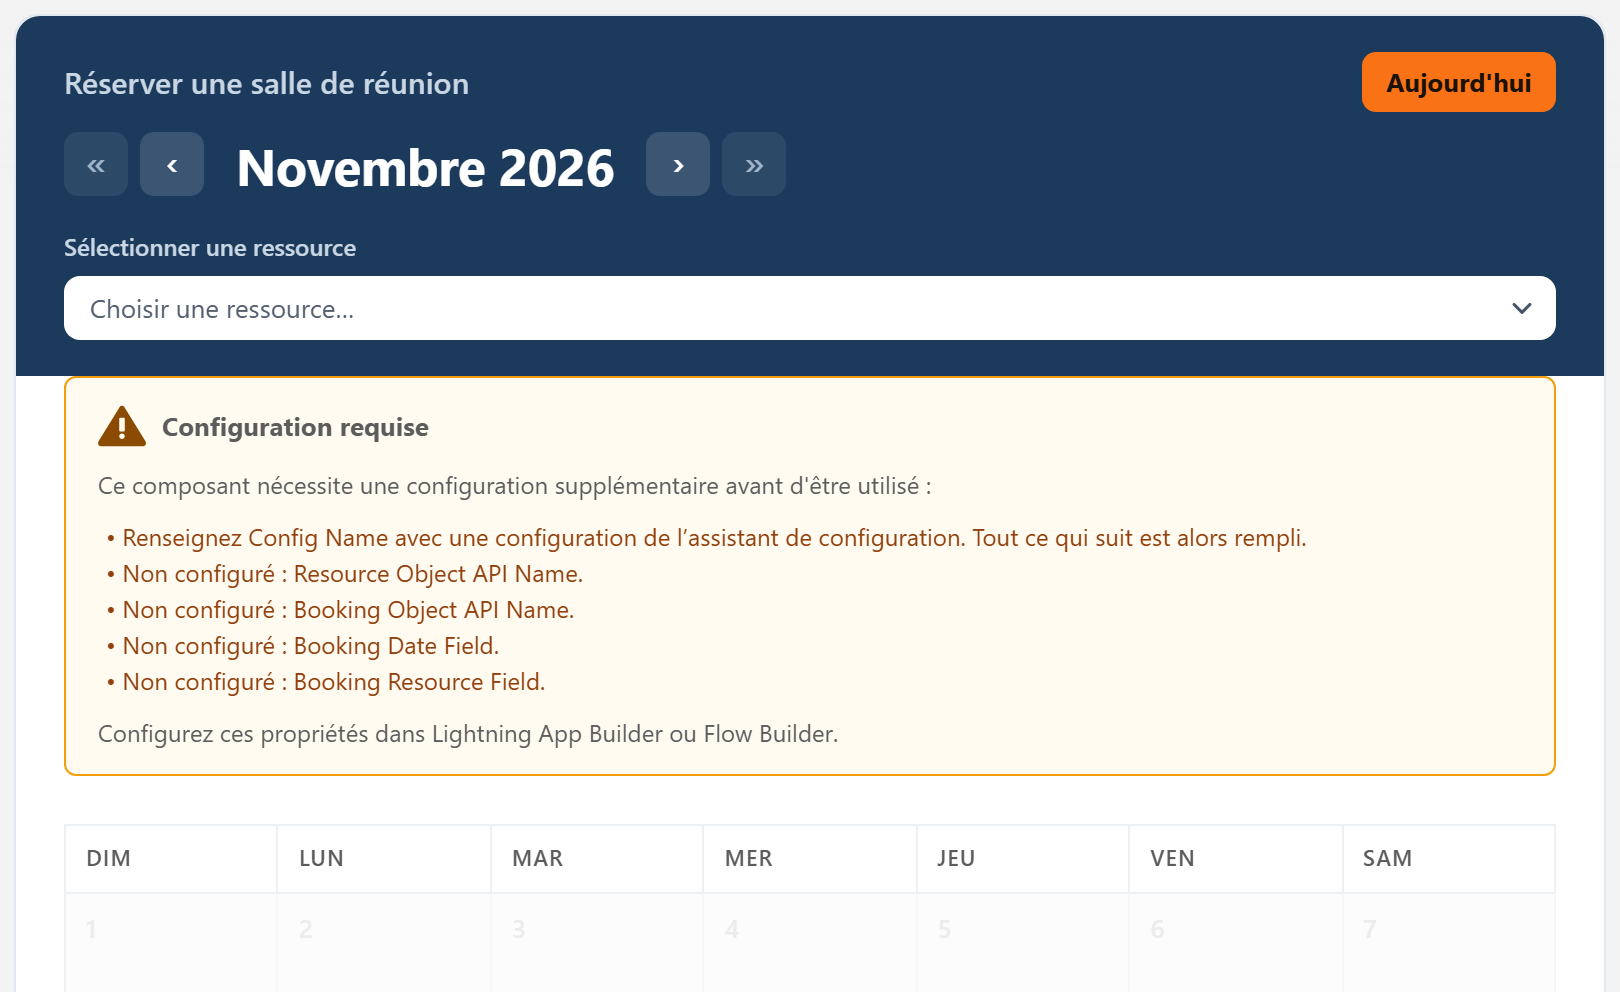 Réserver une salle de réunion
Aujourd'hui
« ‹ Novembre 2026 › »
Sélectionner une ressource
Choisir une ressource...
Configuration requise
Ce composant nécessite une configuration supplémentaire avant d'être utilisé :
• Renseignez Config Name avec une configuration de l’assistant de configuration. Tout ce qui suit est alors rempli.
• Non configuré : Resource Object API Name.
• Non configuré : Booking Object API Name.
• Non configuré : Booking Date Field.
• Non configuré : Booking Resource Field.
Configurez ces propriétés dans Lightning App Builder ou Flow Builder.
DIM LUN MAR MER JEU VEN SAM
1 2 3 4 5 6 7